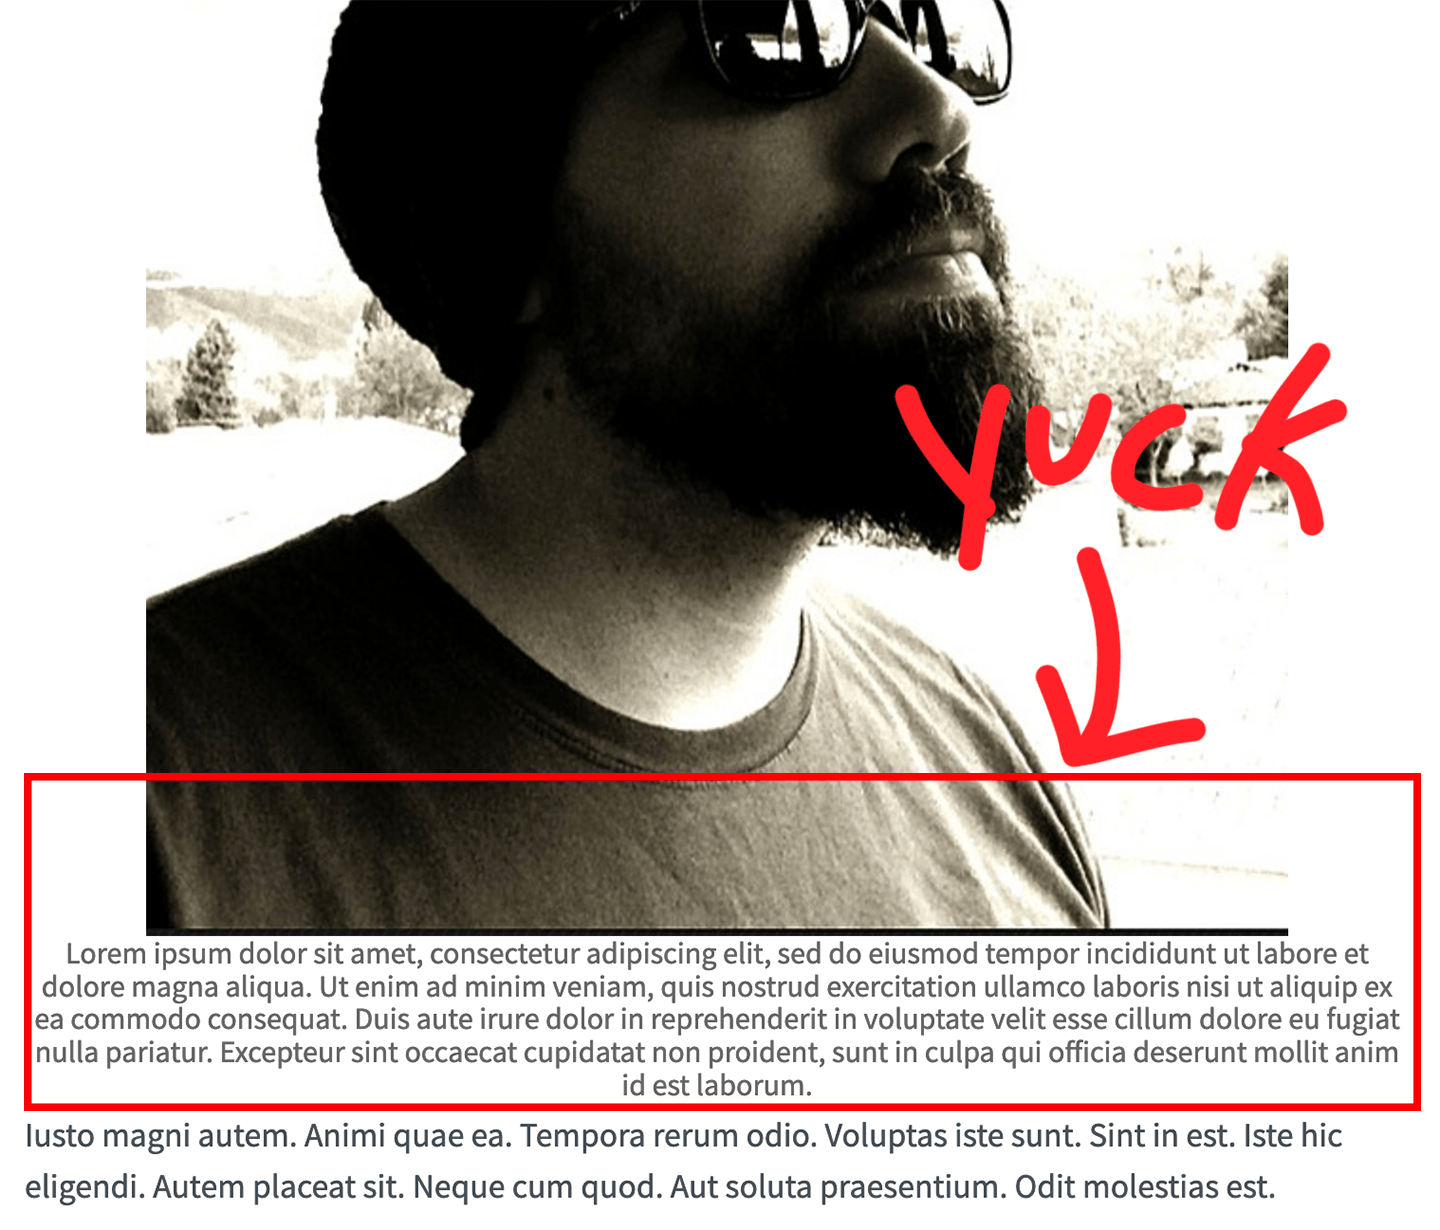 Yuck
Lorem ipsum dolor sit amet, consectetur adipiscing elit, sed do eiusmod tempor incididunt ut labore et
dolore magna aliqua. Ut enim ad minim veniam, quis nostrud exercitation ullamco laboris nisi ut aliquip ex
ea commodo consequat. Duis aute irure dolor in reprehenderit in voluptate velit esse cillum dolore eu fugiat
nulla pariatur. Excepteur sint occaecat cupidatat non proident, sunt in culpa qui officia deserunt mollit anim
id est laborum.
Iusto magni autem. Animi quae ea. Tempora rerum odio. Voluptas iste sunt. Sint in est. Iste hic
eligendi. Autem placeat sit. Neque cum quod. Aut soluta praesentium. Odit molestias est.